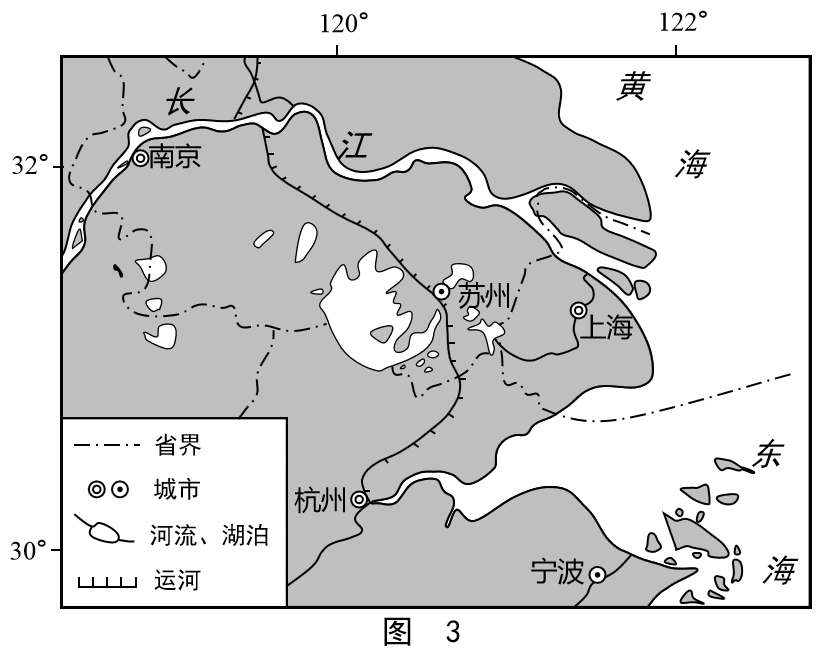 120°
122°
黄
海
长
江
32°
南京
苏州
上海
省界
城市
河流、湖泊
运河
杭州
宁波
东
海
30°
图 3